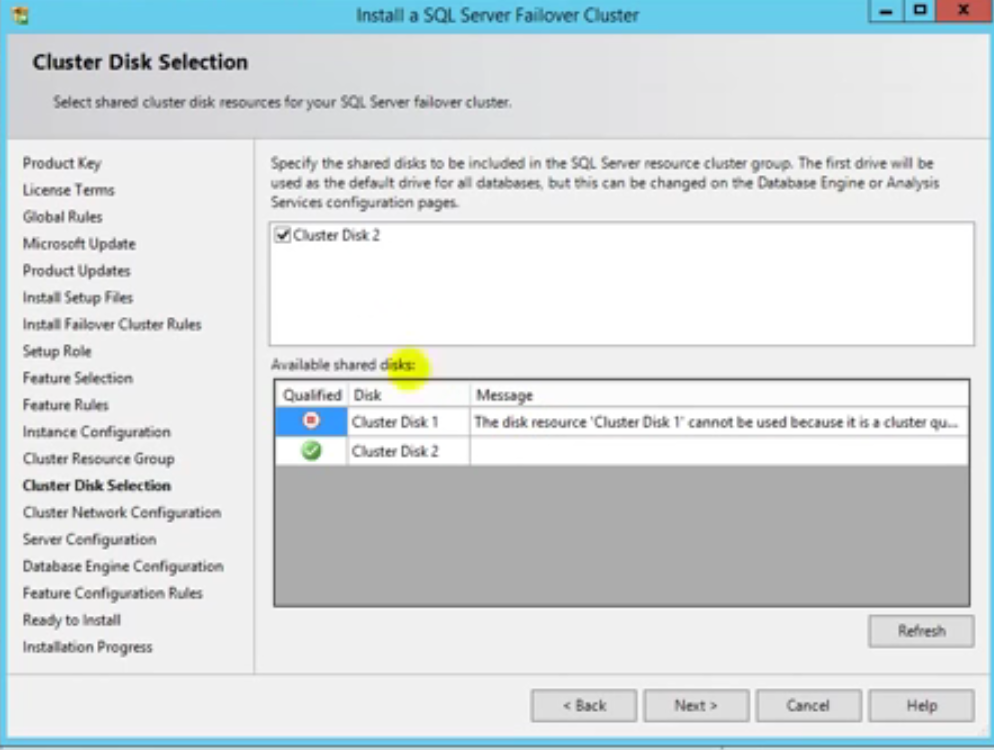 Install a SQL Server Failover Cluster
Cluster Disk Selection
Select shared cluster disk resources for your SQL Server failover cluster.
Product Key
License Terms
Global Rules
Microsoft Update
Product Updates
Install Setup Files
Install Failover Cluster Rules
Setup Role
Feature Selection
Feature Rules
Instance Configuration
Cluster Resource Group
Cluster Disk Selection
Cluster Network Configuration
Server Configuration
Database Engine Configuration
Feature Configuration Rules
Ready to Install
Installation Progress
Specify the shared disks to be included in the SQL Server resource cluster group. The first drive will be
used as the default drive for all databases, but this can be changed on the Database Engine or Analysis
Services configuration pages.
Cluster Disk 2
Available shared disks:
Qualified Disk Message
Cluster Disk 1 The disk resource 'Cluster Disk 1' cannot be used because it is a cluster qu...
Cluster Disk 2
Refresh
< Back Next > Cancel Help